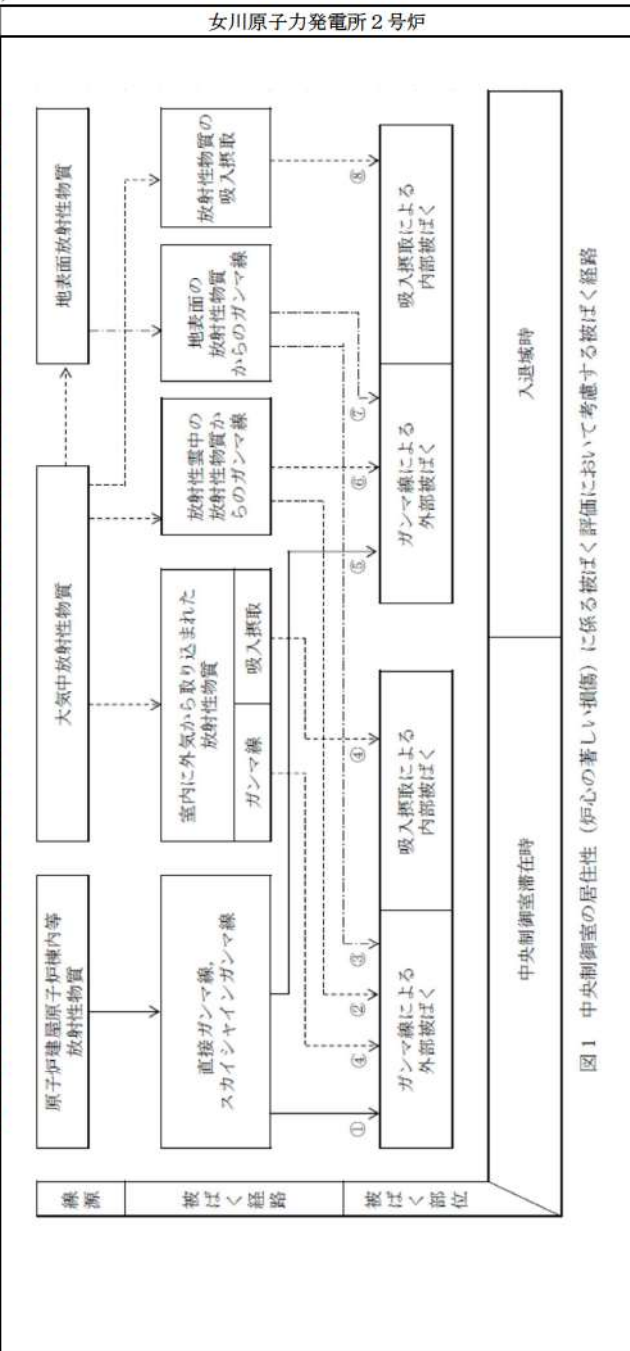 女川原子力発電所２号炉
線源
被ばく経路
被ばく部位
原子炉建屋原子炉棟内等
放射性物質
大気中放射性物質
地表面放射性物質
直接ガンマ線,
スカイシャインガンマ線
室内に外気から取り込まれた
放射性物質
ガンマ線
吸入摂取
放射性雲中の
放射性物質か
らのガンマ線
地表面の
放射性物質
からのガンマ線
放射性物質の
吸入摂取
①
④
②
③
④
⑤
⑥
⑦
⑧
ガンマ線による
外部被ばく
吸入摂取による
内部被ばく
ガンマ線による
外部被ばく
吸入摂取による
内部被ばく
中央制御室滞在時
入退域時
図１　中央制御室の居住性（炉心の著しい損傷）に係る被ばく評価において考慮する被ばく経路